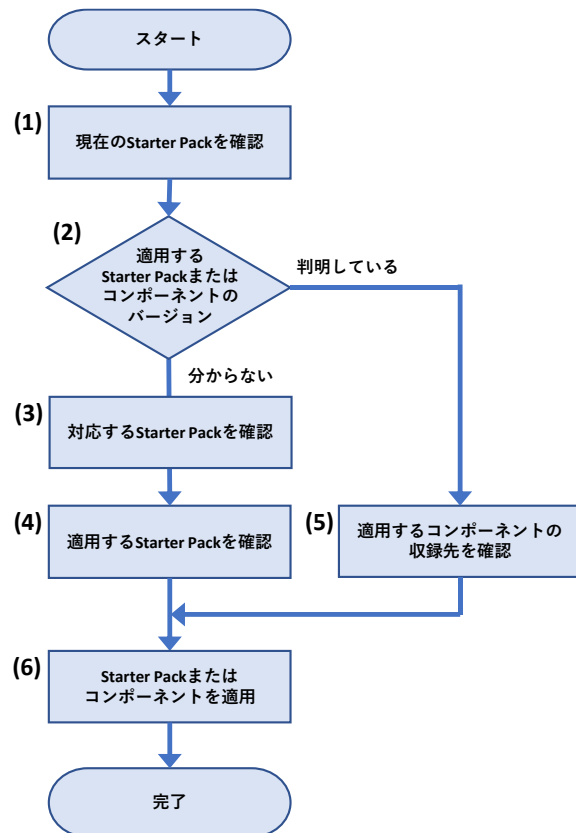 スタート
(1)
現在のStarter Packを確認
(2)
適用する
Starter Packまたは
コンポーネントの
バージョン
判明している
分からない
(3)
対応するStarter Packを確認
(4)
適用するStarter Packを確認
(5)
適用するコンポーネントの
収録先を確認
(6)
Starter Packまたは
コンポーネントを適用
完了